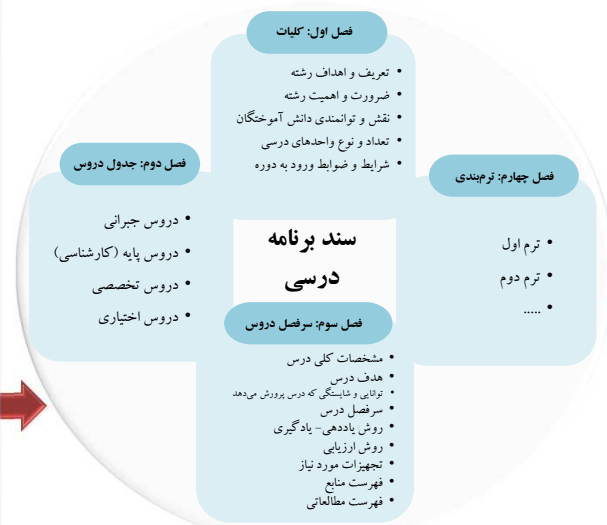 فصل اول: کلیات
• تعریف و اهداف رشته
• ضرورت و اهمیت رشته
• نقش و توانمندی دانش آموختگان
• تعداد و نوع واحدهای درسی
• شرایط و ضوابط ورود به دوره
فصل دوم: جدول دروس
• دروس جبرانی
• دروس پایه (کارشناسی)
• دروس تخصصی
• دروس اختیاری
سند برنامه
درسی
فصل سوم: سرفصل دروس
• مشخصات کلی درس
• هدف درس
• توانایی و شایستگی که درس پرورش می‌دهد
• سرفصل درس
• روش یاددهی- یادگیری
• روش ارزیابی
• تجهیزات مورد نیاز
• فهرست منابع
• فهرست مطالعاتی
فصل چهارم: ترم‌بندی
• ترم اول
• ترم دوم
• .....